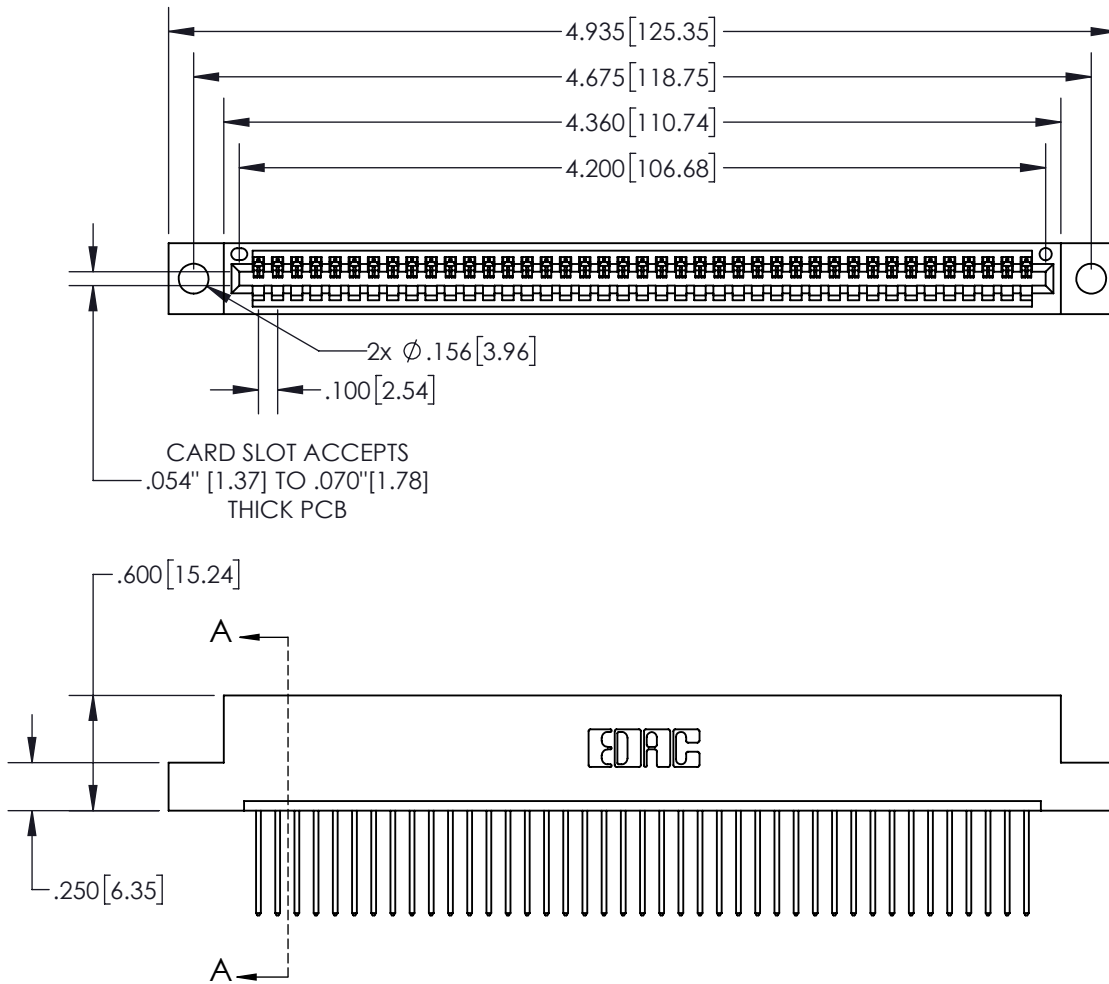 4.935[125.35]
4.675[118.75]
4.360[110.74]
4.200[106.68]
2x Ø .156[3.96]
.100[2.54]
CARD SLOT ACCEPTS
.054" [1.37] TO .070"[1.78]
THICK PCB
.600[15.24]
A
EDAC
.250[6.35]
A